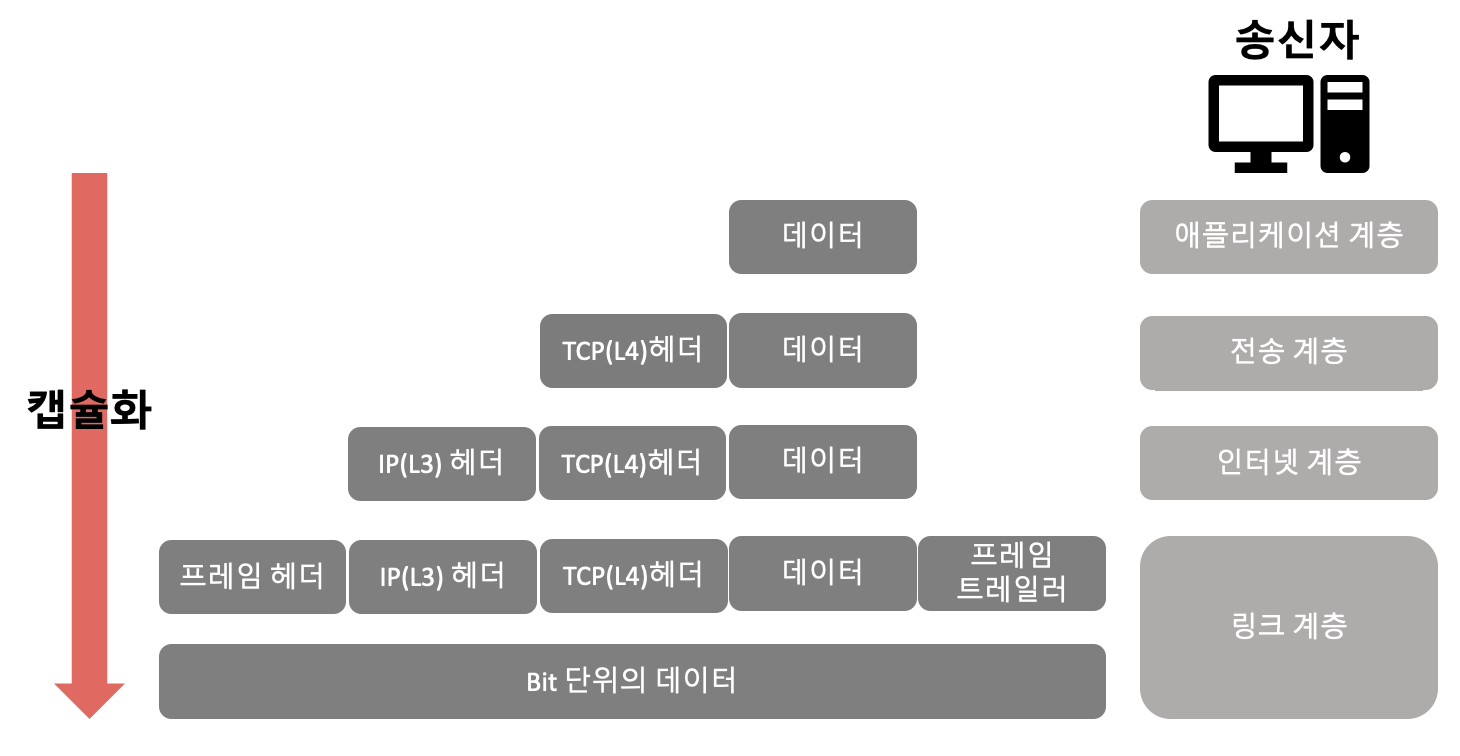 송신자
데이터
애플리케이션 계층
TCP(L4)헤더
데이터
전송 계층
캡슐화
IP(L3) 헤더
TCP(L4)헤더
데이터
인터넷 계층
프레임 헤더
IP(L3) 헤더
TCP(L4)헤더
데이터
프레임
트레일러
링크 계층
Bit 단위의 데이터